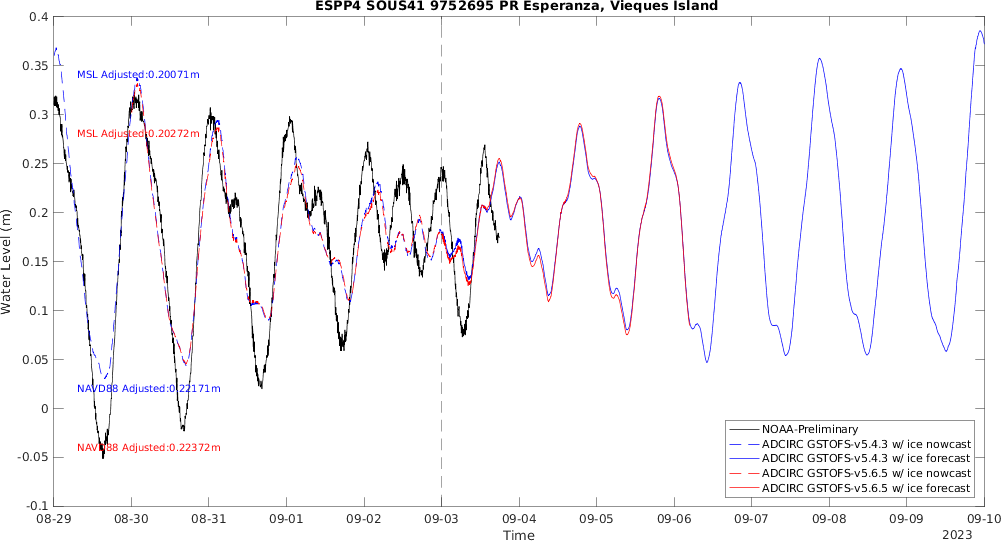 ESPP4 SOUS41 9752695 PR Esperanza, Vieques Island
0.4
0.35
0.3
0.25
0.2
0.15
0.1
0.05
0
-0.05
-0.1
Water Level (m)
MSL Adjusted:0.20071m
MSL Adjusted:0.20272m
NAVD88 Adjusted:0.22171m
NAVD88 Adjusted:0.22372m
NOAA-Preliminary
ADCIRC GSTOFS-v5.4.3 w/ ice nowcast
ADCIRC GSTOFS-v5.4.3 w/ ice forecast
ADCIRC GSTOFS-v5.6.5 w/ ice nowcast
ADCIRC GSTOFS-v5.6.5 w/ ice forecast
08-29 08-30 08-31 09-01 09-02 09-03 09-04 09-05 09-06 09-07 09-08 09-09 09-10
Time
2023